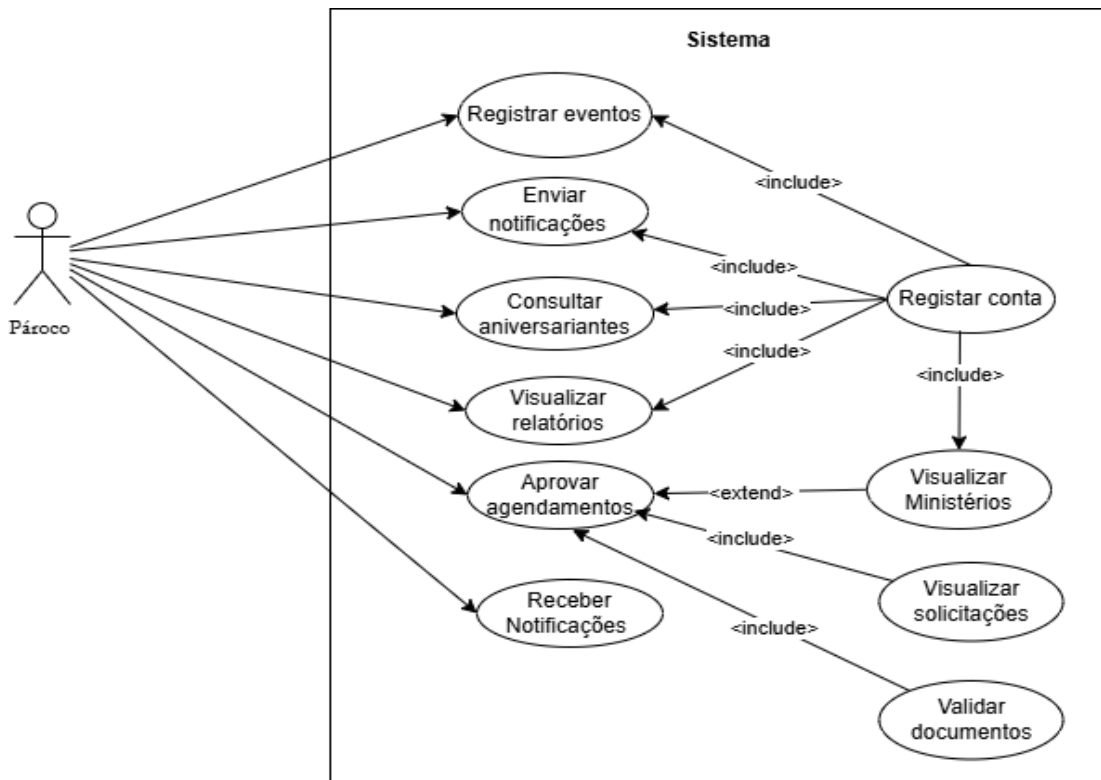 Sistema
Registrar eventos
<include>
Enviar
notificações
<include>
Pároco
Consultar
aniversariantes
<include>
Registar conta
<include>
Visualizar
relatórios
<include>
Aprovar
agendamentos
<extend>
Visualizar
Ministérios
<include>
Visualizar
solicitações
Receber
Notificações
<include>
Validar
documentos